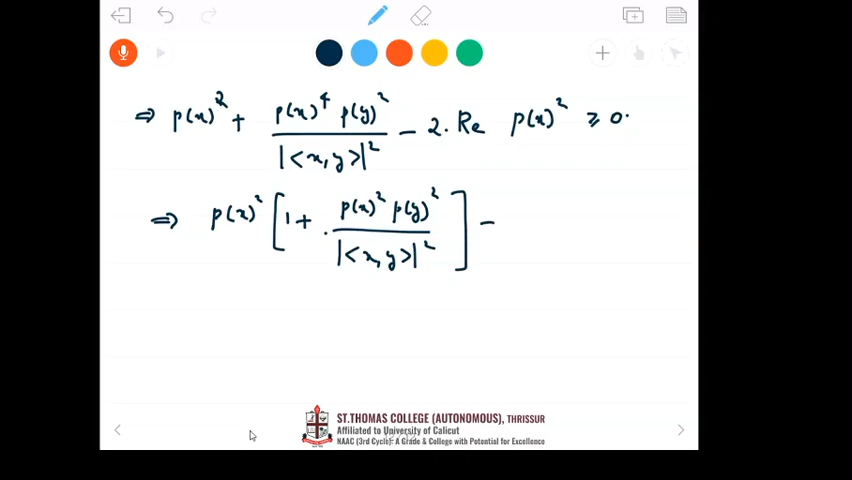 ⇒ p(x)² + p(x)⁴ p(y)² / |<x, y>|² - 2. Re p(x)² ≥ 0.
⇒ p(x)² [ 1 + p(x)² p(y)² / |<x, y>|² ] -
ST.THOMAS COLLEGE (AUTONOMOUS), THRISSUR
Affiliated to University of Calicut
NAAC (3rd Cycle): A Grade & College with Potential for Excellence